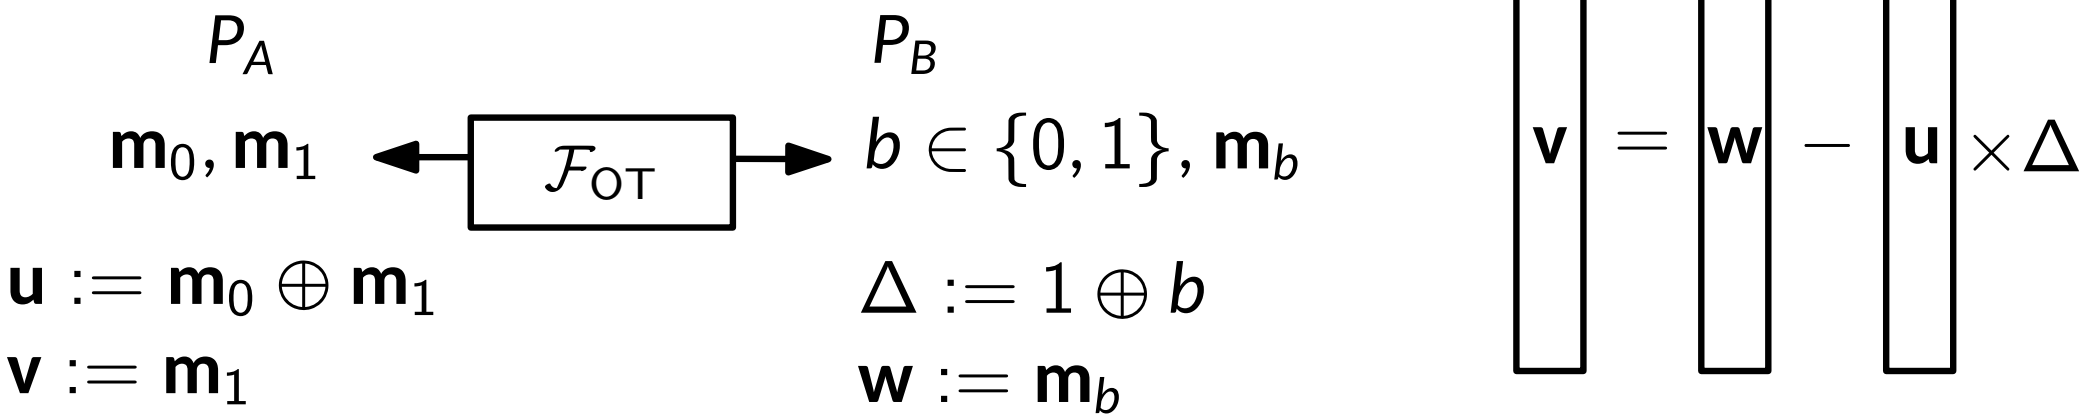 P_A P_B
m_0, m_1 F_OT b ∈ {0, 1}, m_b
u := m_0 ⊕ m_1 Δ := 1 ⊕ b
v := m_1 w := m_b
v = w − u × Δ